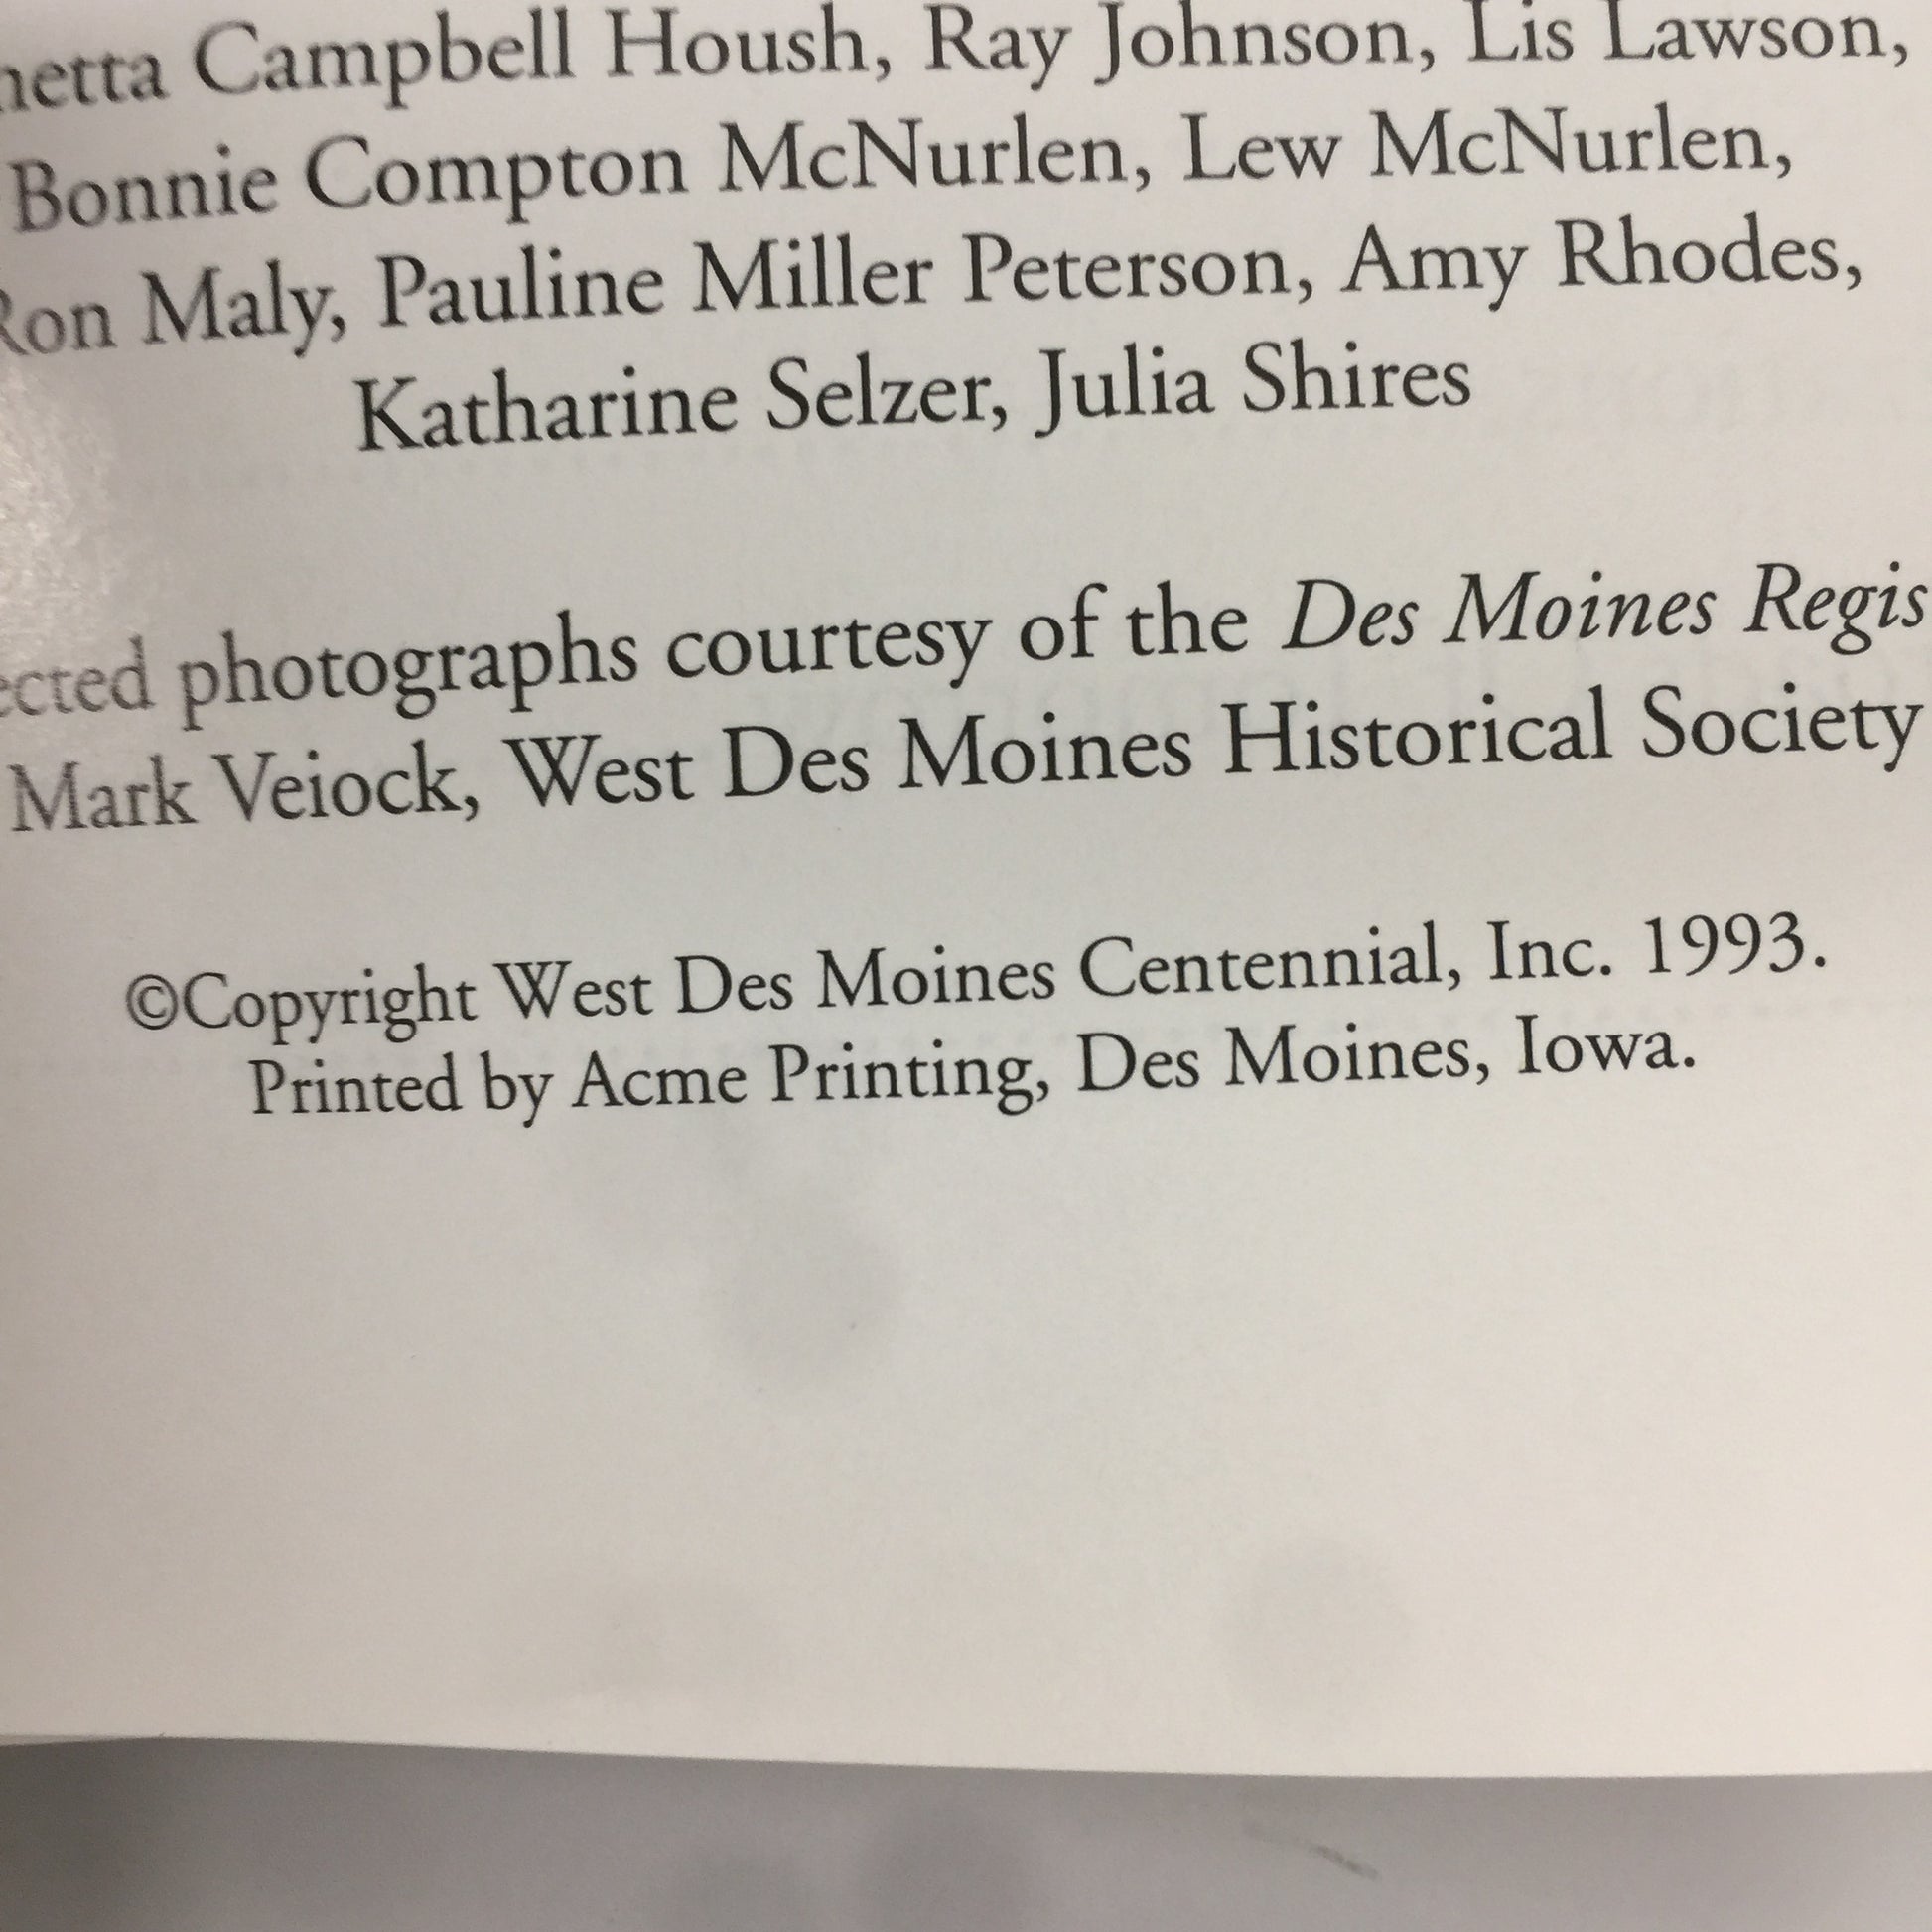 Campbell Housh, Ray Johnson, Lis Lawson,
Bonnie Compton McNurlen, Lew McNurlen,
Ron Maly, Pauline Miller Peterson, Amy Rhodes,
Katharine Selzer, Julia Shires
photographs courtesy of the Des Moines Regis
Mark Veiock, West Des Moines Historical Society
©Copyright West Des Moines Centennial, Inc. 1993.
Printed by Acme Printing, Des Moines, Iowa.